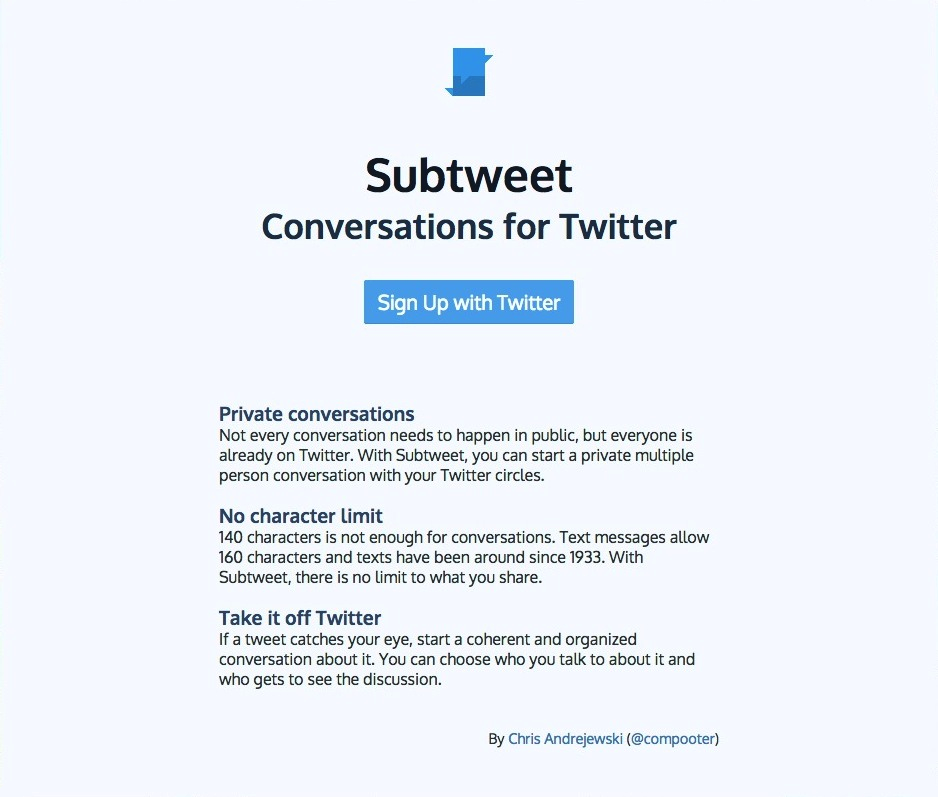 Subtweet
Conversations for Twitter
Sign Up with Twitter
Private conversations
Not every conversation needs to happen in public, but everyone is
already on Twitter. With Subtweet, you can start a private multiple
person conversation with your Twitter circles.
No character limit
140 characters is not enough for conversations. Text messages allow
160 characters and texts have been around since 1933. With
Subtweet, there is no limit to what you share.
Take it off Twitter
If a tweet catches your eye, start a coherent and organized
conversation about it. You can choose who you talk to about it and
who gets to see the discussion.
By Chris Andrejewski (@compooter)